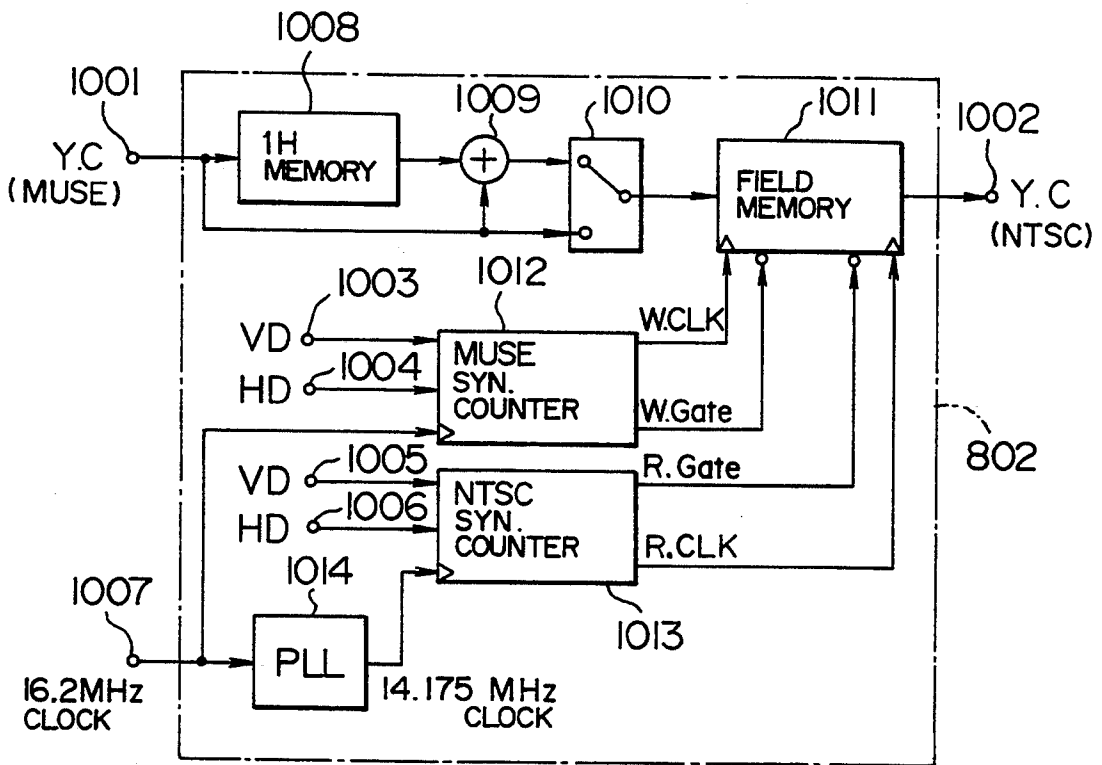 1008
1001
1009
1010
1011
1002
1H
MEMORY
+
FIELD
MEMORY
Y.C
(MUSE)
Y.C
(NTSC)
1012
1003
W.CLK
VD
MUSE
SYN.
COUNTER
1004
HD
W.Gate
802
1005
VD
R.Gate
NTSC
SYN.
COUNTER
1006
HD
R.CLK
1014
1007
1013
PLL
16.2MHz
CLOCK
14.175 MHz
CLOCK